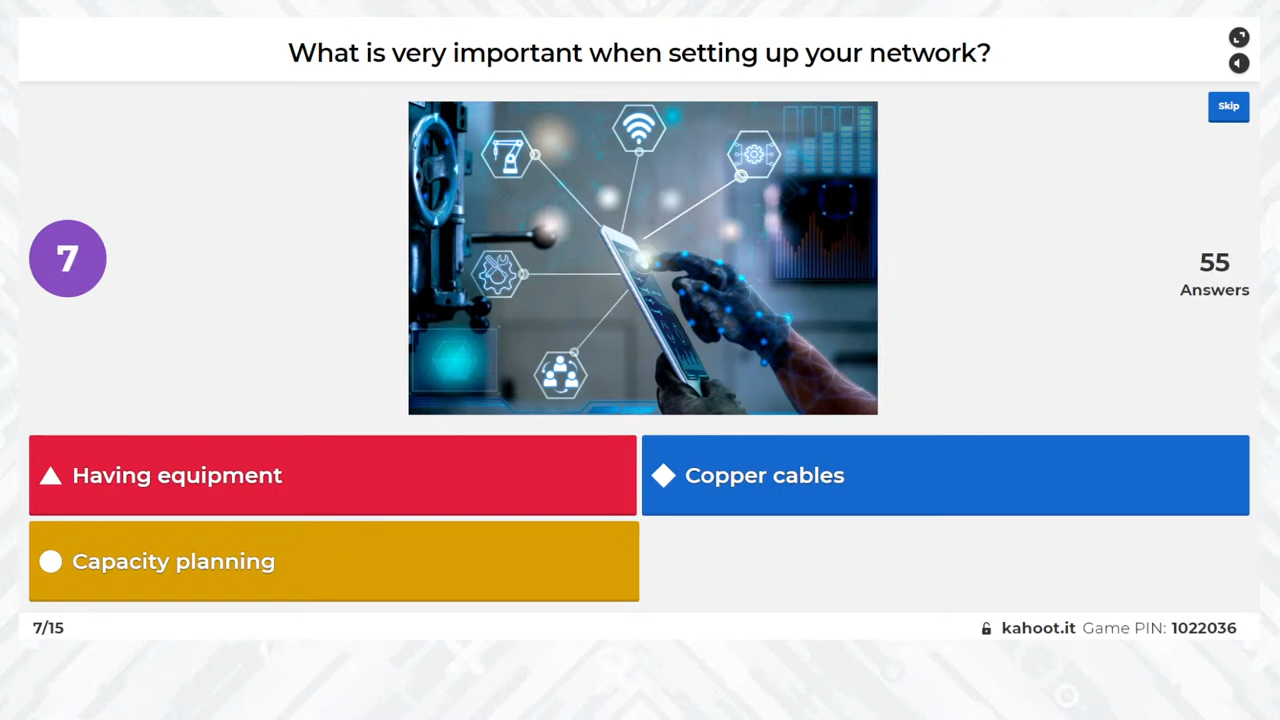 What is very important when setting up your network?
Skip
7
55
Answers
Having equipment
Copper cables
Capacity planning
7/15
kahoot.it Game PIN: 1022036